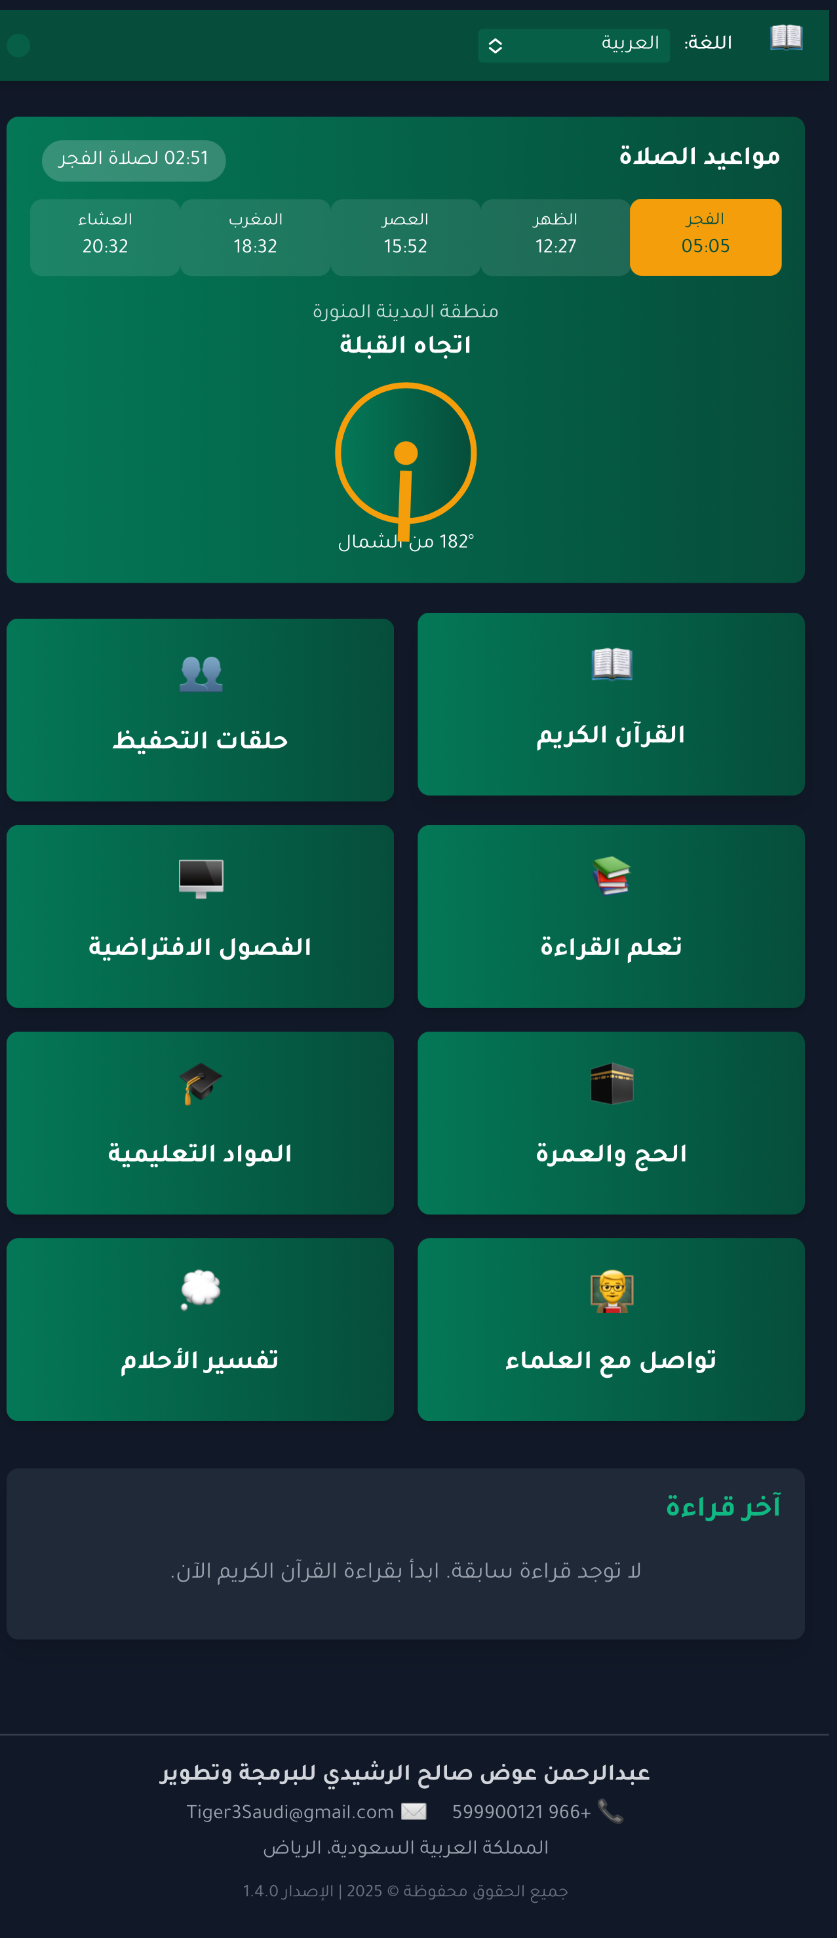 اللغة: العربية
مواعيد الصلاة
02:51 لصلاة الفجر
الفجر الظهر العصر المغرب العشاء
05:05 12:27 15:52 18:32 20:32
منطقة المدينة المنورة
اتجاه القبلة
182° من الشمال
القرآن الكريم
حلقات التحفيظ
تعلم القراءة
الفصول الافتراضية
الحج والعمرة
المواد التعليمية
تواصل مع العلماء
تفسير الأحلام
آخر قراءة
لا توجد قراءة سابقة. ابدأ بقراءة القرآن الكريم الآن.
عبدالرحمن عوض صالح الرشيدي للبرمجة وتطوير
599900121 966+ Tiger3Saudi@gmail.com
المملكة العربية السعودية، الرياض
جميع الحقوق محفوظة © 2025 | الإصدار 1.4.0